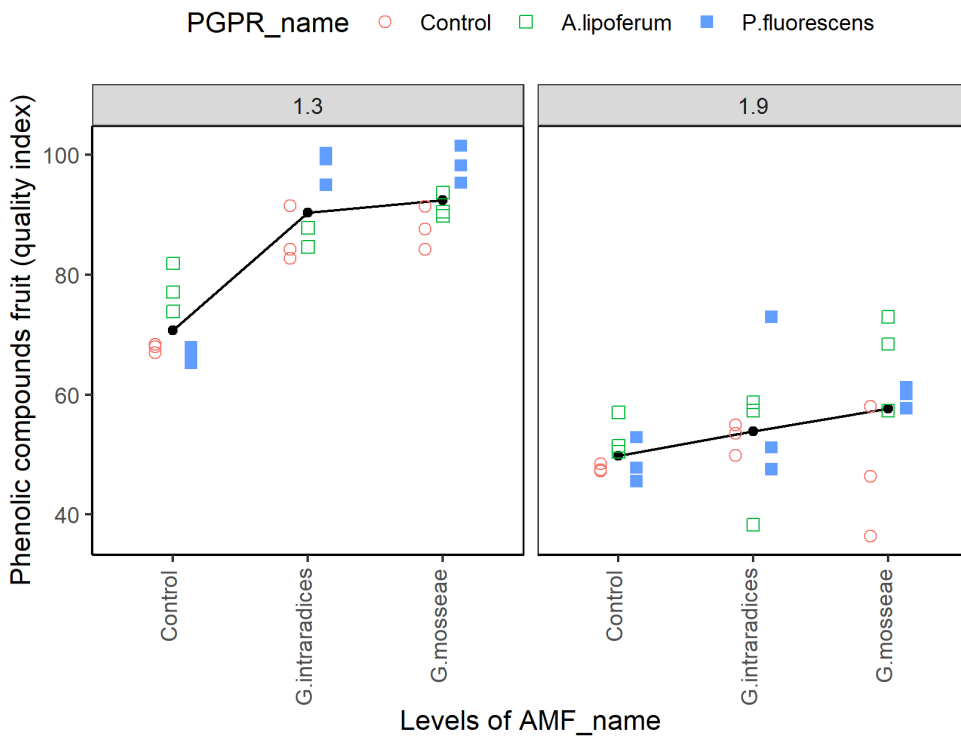 PGPR_name Control A.lipoferum P.fluorescens
1.3 1.9
Phenolic compounds fruit (quality index)
100
80
60
40
Control G.intraradices G.mosseae Control G.intraradices G.mosseae
Levels of AMF_name